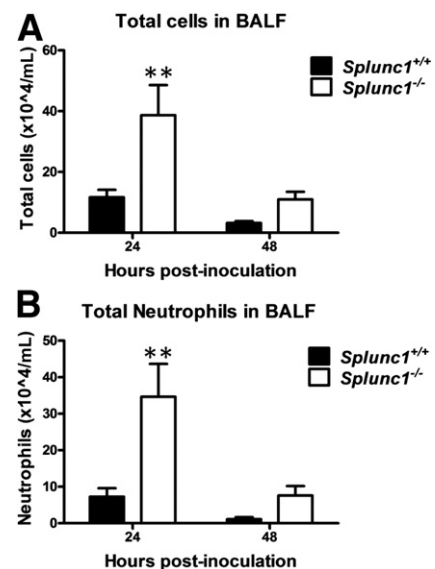 A
Total cells in BALF
Total cells (x10^4/mL)
60
40
20
0
**
Splunc1+/+
Splunc1-/-
24
48
Hours post-inoculation
B
Total Neutrophils in BALF
Neutrophils (x10^4/mL)
50
40
30
20
10
0
**
Splunc1+/+
Splunc1-/-
24
48
Hours post-inoculation